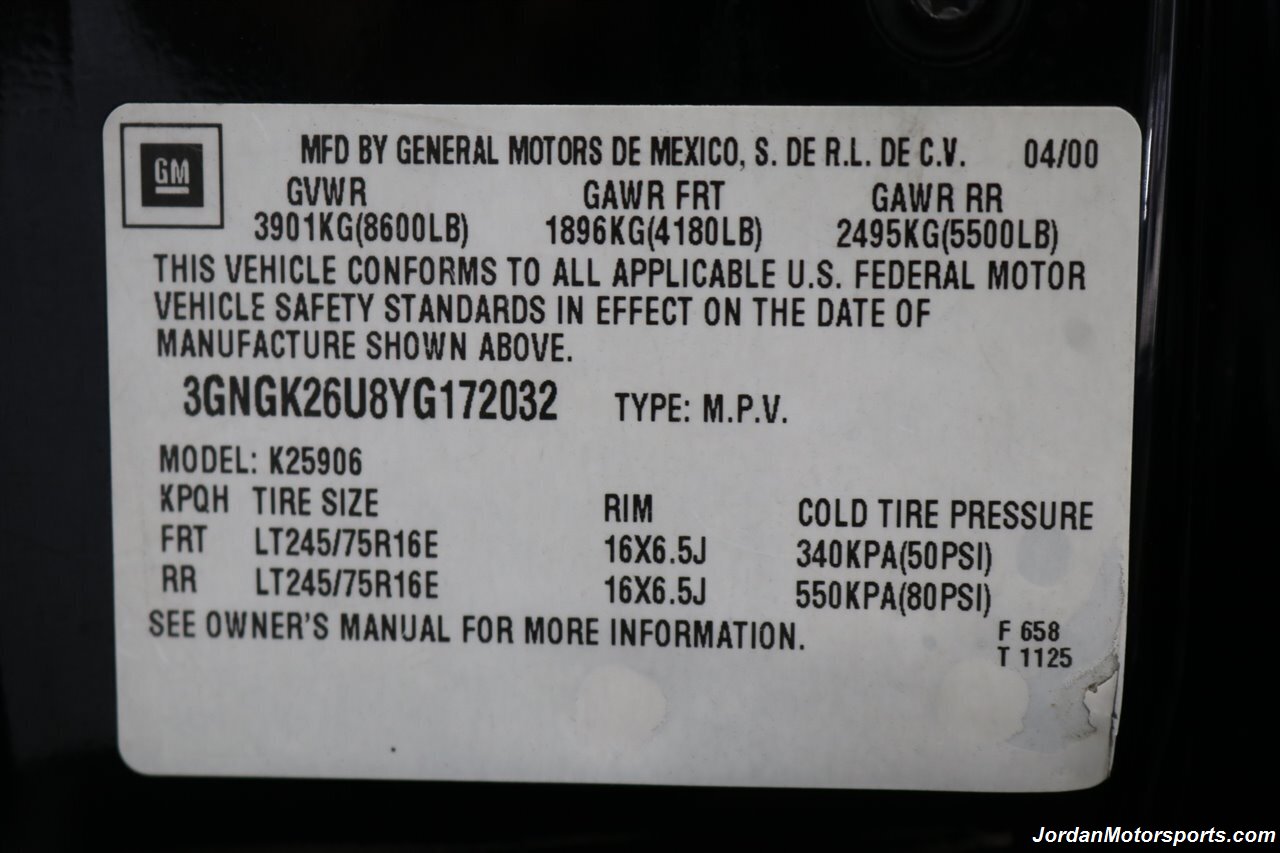 GM
MFD BY GENERAL MOTORS DE MEXICO, S. DE R.L. DE C.V. 04/00
GVWR GAWR FRT GAWR RR
3901KG(8600LB) 1896KG(4180LB) 2495KG(5500LB)
THIS VEHICLE CONFORMS TO ALL APPLICABLE U.S. FEDERAL MOTOR
VEHICLE SAFETY STANDARDS IN EFFECT ON THE DATE OF
MANUFACTURE SHOWN ABOVE.
3GNGK26U8YG172032 TYPE: M.P.V.
MODEL: K25906
KPQH TIRE SIZE RIM COLD TIRE PRESSURE
FRT LT245/75R16E 16X6.5J 340KPA(50PSI)
RR LT245/75R16E 16X6.5J 550KPA(80PSI)
SEE OWNER'S MANUAL FOR MORE INFORMATION.
F 658
T 1125
JordanMotorsports.com